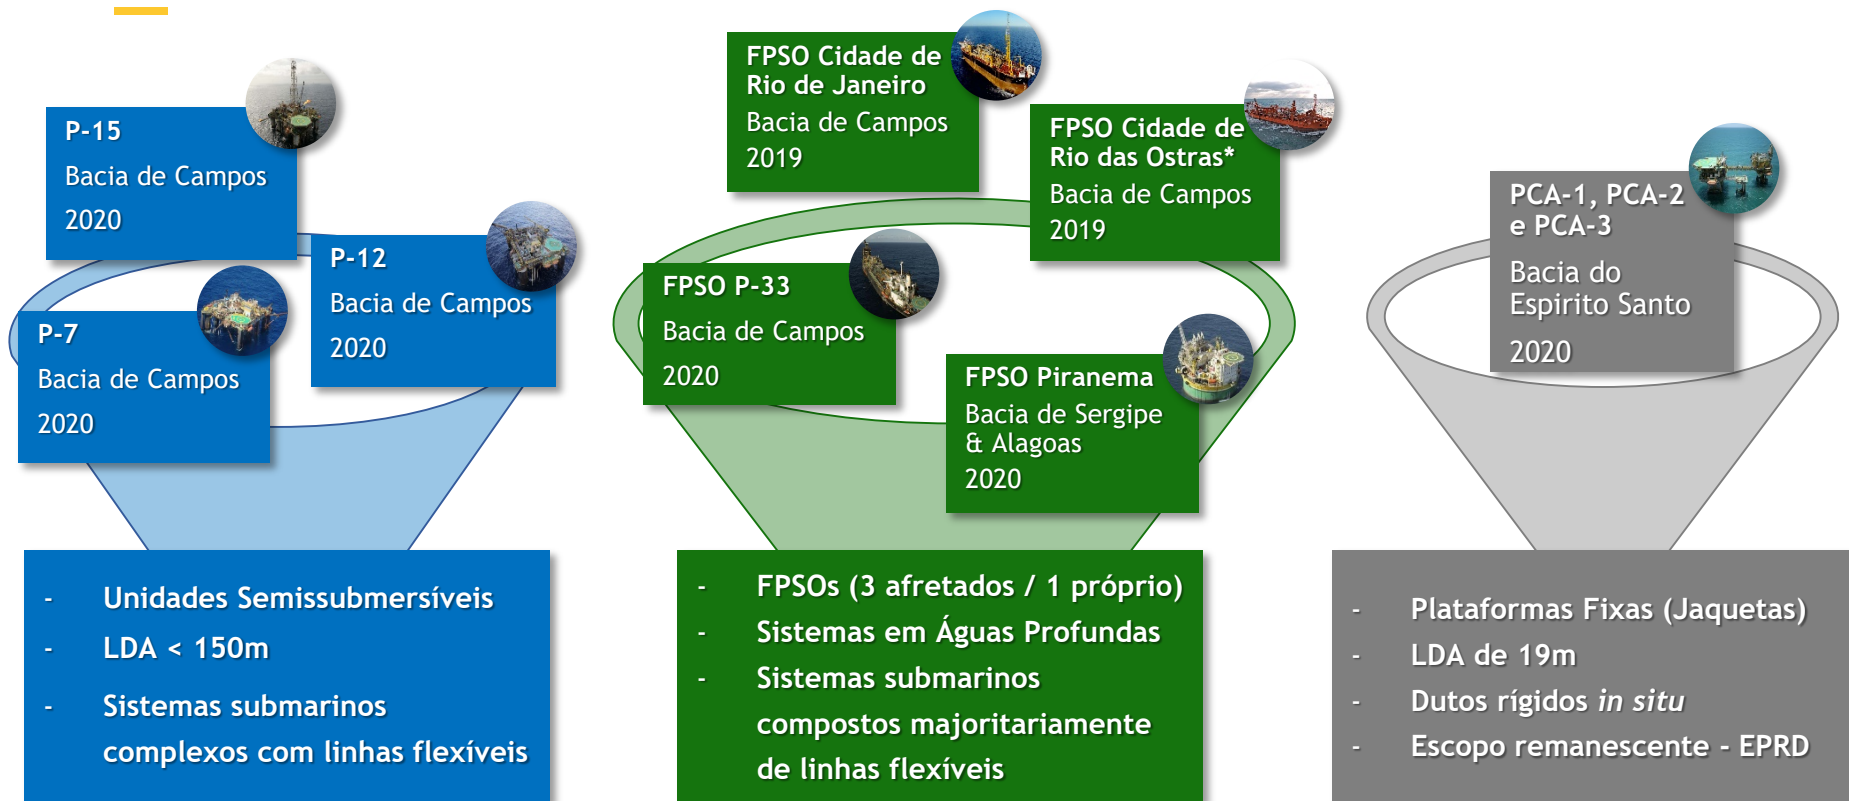 P-15
Bacia de Campos
2020
P-12
Bacia de Campos
2020
P-7
Bacia de Campos
2020
- Unidades Semissubmersíveis
- LDA < 150m
- Sistemas submarinos
complexos com linhas flexíveis
FPSO Cidade de
Rio de Janeiro
Bacia de Campos
2019
FPSO Cidade de
Rio das Ostras*
Bacia de Campos
2019
FPSO P-33
Bacia de Campos
2020
FPSO Piranema
Bacia de Sergipe
& Alagoas
2020
- FPSOs (3 afretados / 1 próprio)
- Sistemas em Águas Profundas
- Sistemas submarinos
compostos majoritariamente
de linhas flexíveis
PCA-1, PCA-2
e PCA-3
Bacia do
Espirito Santo
2020
- Plataformas Fixas (Jaquetas)
- LDA de 19m
- Dutos rígidos in situ
- Escopo remanescente - EPRD